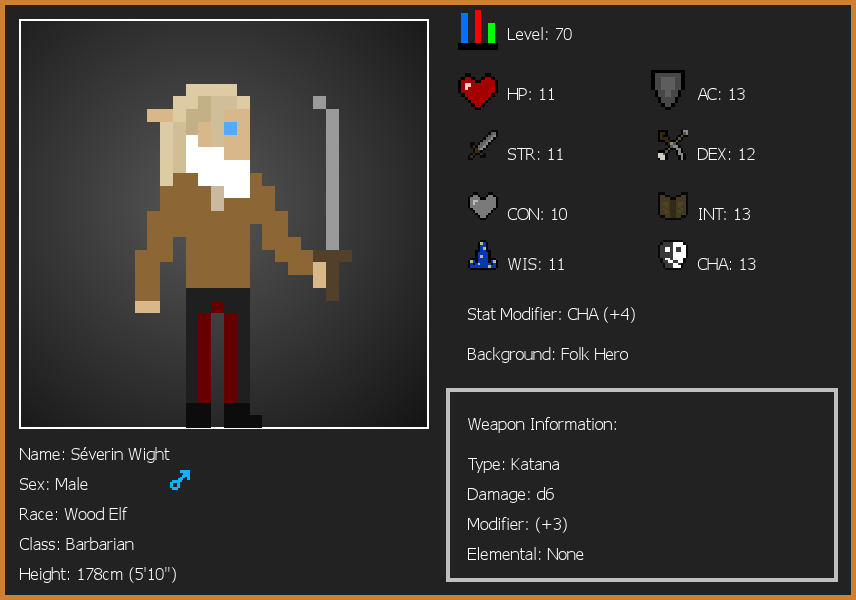 Level: 70
HP: 11
AC: 13
STR: 11
DEX: 12
CON: 10
INT: 13
WIS: 11
CHA: 13
Stat Modifier: CHA (+4)
Background: Folk Hero
Weapon Information:
Type: Katana
Damage: d6
Modifier: (+3)
Elemental: None
Name: Séverin Wight
Sex: Male
Race: Wood Elf
Class: Barbarian
Height: 178cm (5'10")